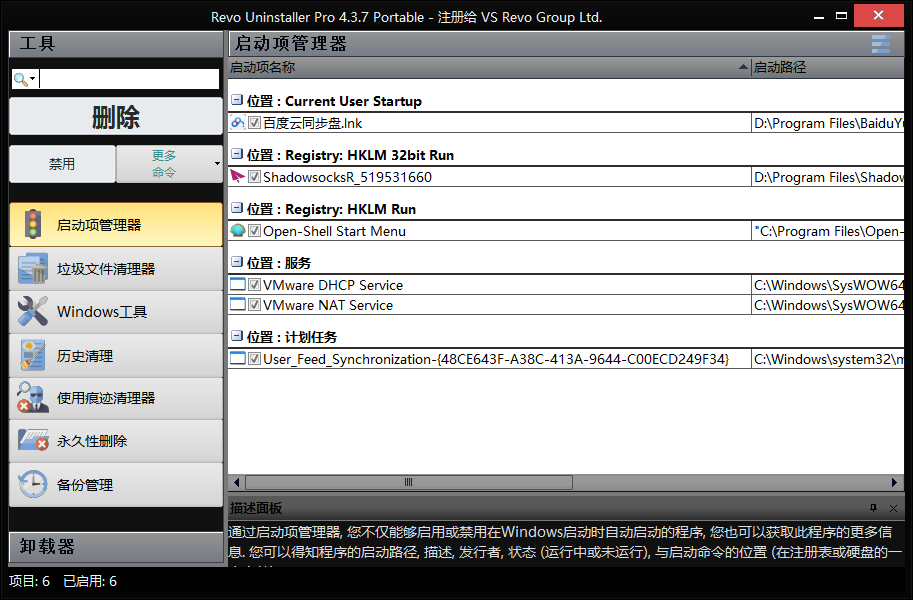 Revo Uninstaller Pro 4.3.7 Portable - 注册给 VS Revo Group Ltd.
工具
删除
禁用
更多
命令
启动项管理器
垃圾文件清理器
Windows工具
历史清理
使用痕迹清理器
永久性删除
备份管理
卸载器
启动项管理器
启动项名称 启动路径
位置 : Current User Startup
百度云同步盘.lnk D:\Program Files\BaiduYu
位置 : Registry: HKLM 32bit Run
ShadowsocksR_519531660 D:\Program Files\Shadow
位置 : Registry: HKLM Run
Open-Shell Start Menu "C:\Program Files\Open-
位置 : 服务
VMware DHCP Service C:\Windows\SysWOW64
VMware NAT Service C:\Windows\SysWOW64
位置 : 计划任务
User_Feed_Synchronization-{48CE643F-A38C-413A-9644-C00ECD249F34} C:\Windows\system32\m
描述面板
通过启动项管理器, 您不仅能够启用或禁用在Windows启动时自动启动的程序, 您也可以获取此程序的更多信
息. 您可以得知程序的启动路径, 描述, 发行者, 状态 (运行中或未运行), 与启动命令的位置 (在注册表或硬盘的一
项目: 6 已启用: 6